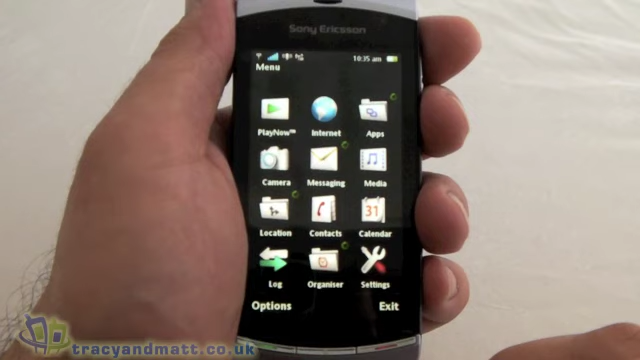 Sony Ericsson
10:35 am
Menu
PlayNow™ Internet Apps
Camera Messaging Media
31
Location Contacts Calendar
Log Organiser Settings
Options Exit
tracyandmatt.co.uk